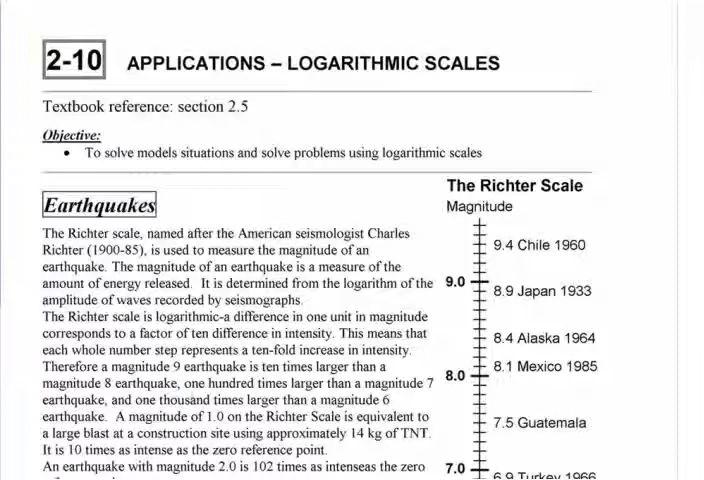 2-10 APPLICATIONS – LOGARITHMIC SCALES
Textbook reference: section 2.5
Objective:
• To solve models situations and solve problems using logarithmic scales
Earthquakes
The Richter scale, named after the American seismologist Charles
Richter (1900-85), is used to measure the magnitude of an
earthquake. The magnitude of an earthquake is a measure of the
amount of energy released. It is determined from the logarithm of the
amplitude of waves recorded by seismographs.
The Richter scale is logarithmic-a difference in one unit in magnitude
corresponds to a factor of ten difference in intensity. This means that
each whole number step represents a ten-fold increase in intensity.
Therefore a magnitude 9 earthquake is ten times larger than a
magnitude 8 earthquake, one hundred times larger than a magnitude 7
earthquake, and one thousand times larger than a magnitude 6
earthquake. A magnitude of 1.0 on the Richter Scale is equivalent to
a large blast at a construction site using approximately 14 kg of TNT.
It is 10 times as intense as the zero reference point.
An earthquake with magnitude 2.0 is 102 times as intenseas the zero
The Richter Scale
Magnitude
9.4 Chile 1960
9.0
8.9 Japan 1933
8.4 Alaska 1964
8.1 Mexico 1985
8.0
7.5 Guatemala
7.0
6.9 Turkey 1966